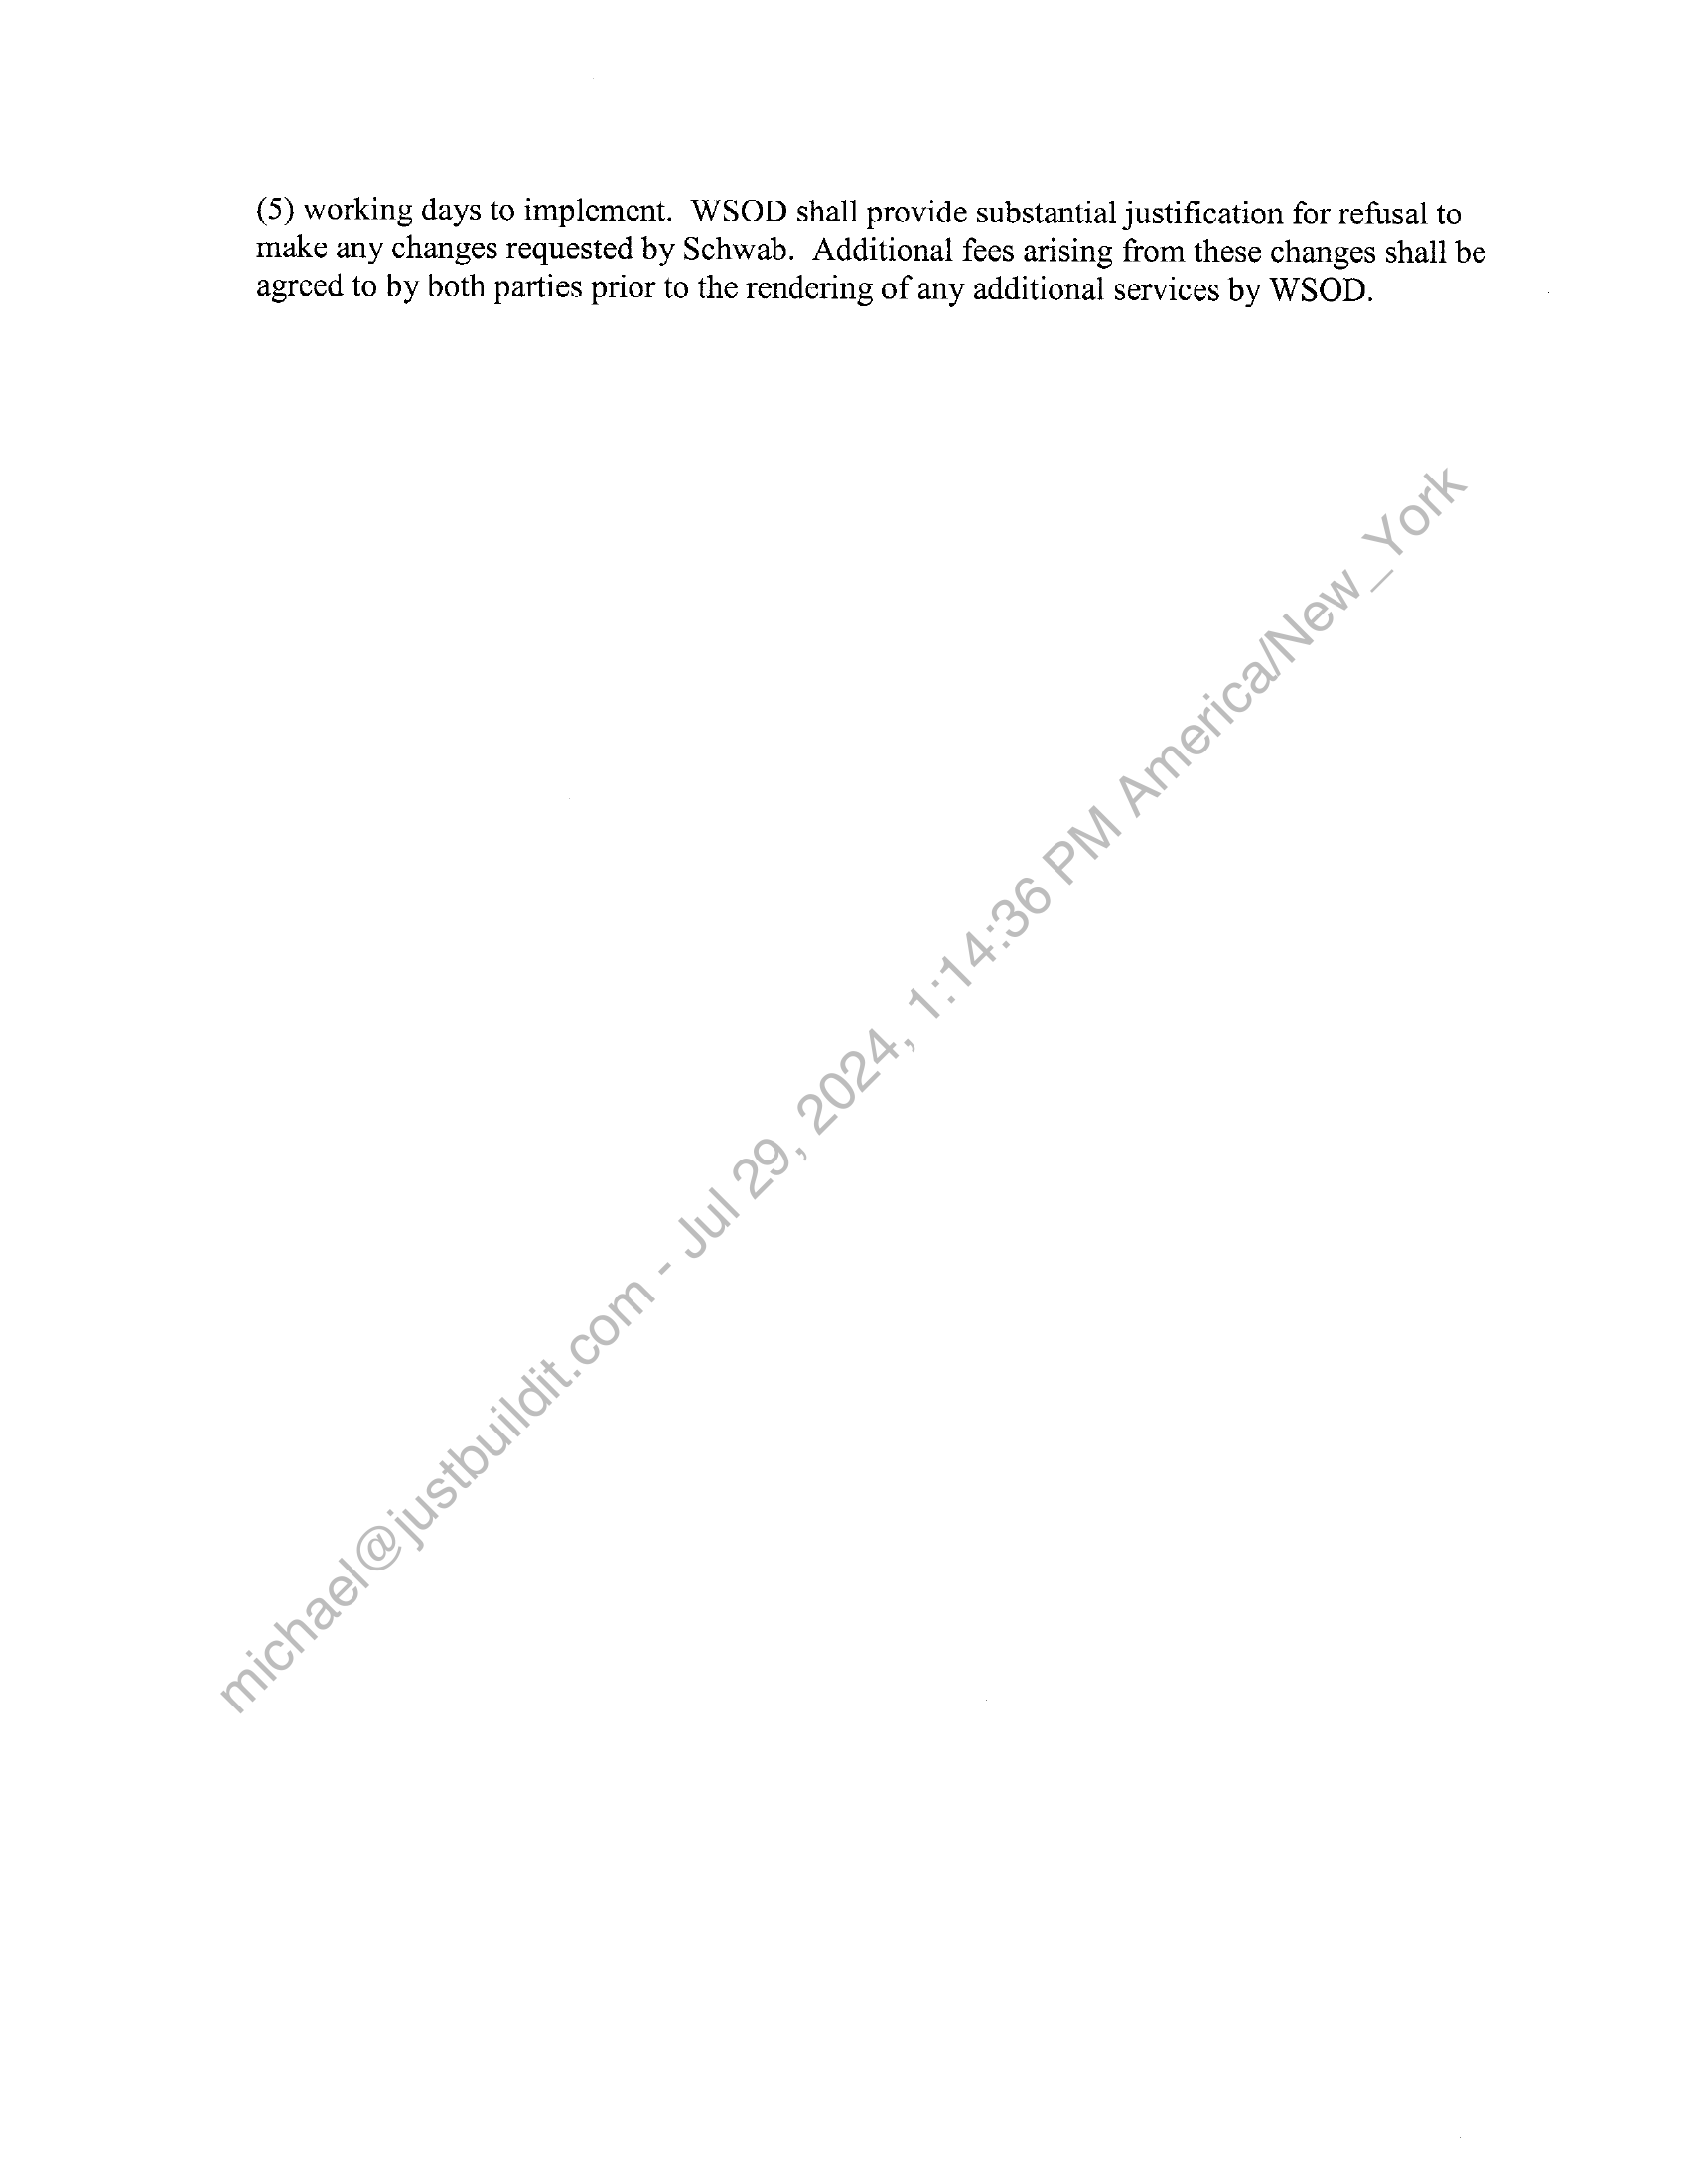 (5) working days to implement.  WSOD shall provide substantial justification for refusal to
make any changes requested by Schwab.  Additional fees arising from these changes shall be
agreed to by both parties prior to the rendering of any additional services by WSOD.
michael@justbuildit.com - Jul 29, 2024, 1:14:36 PM America/New_York